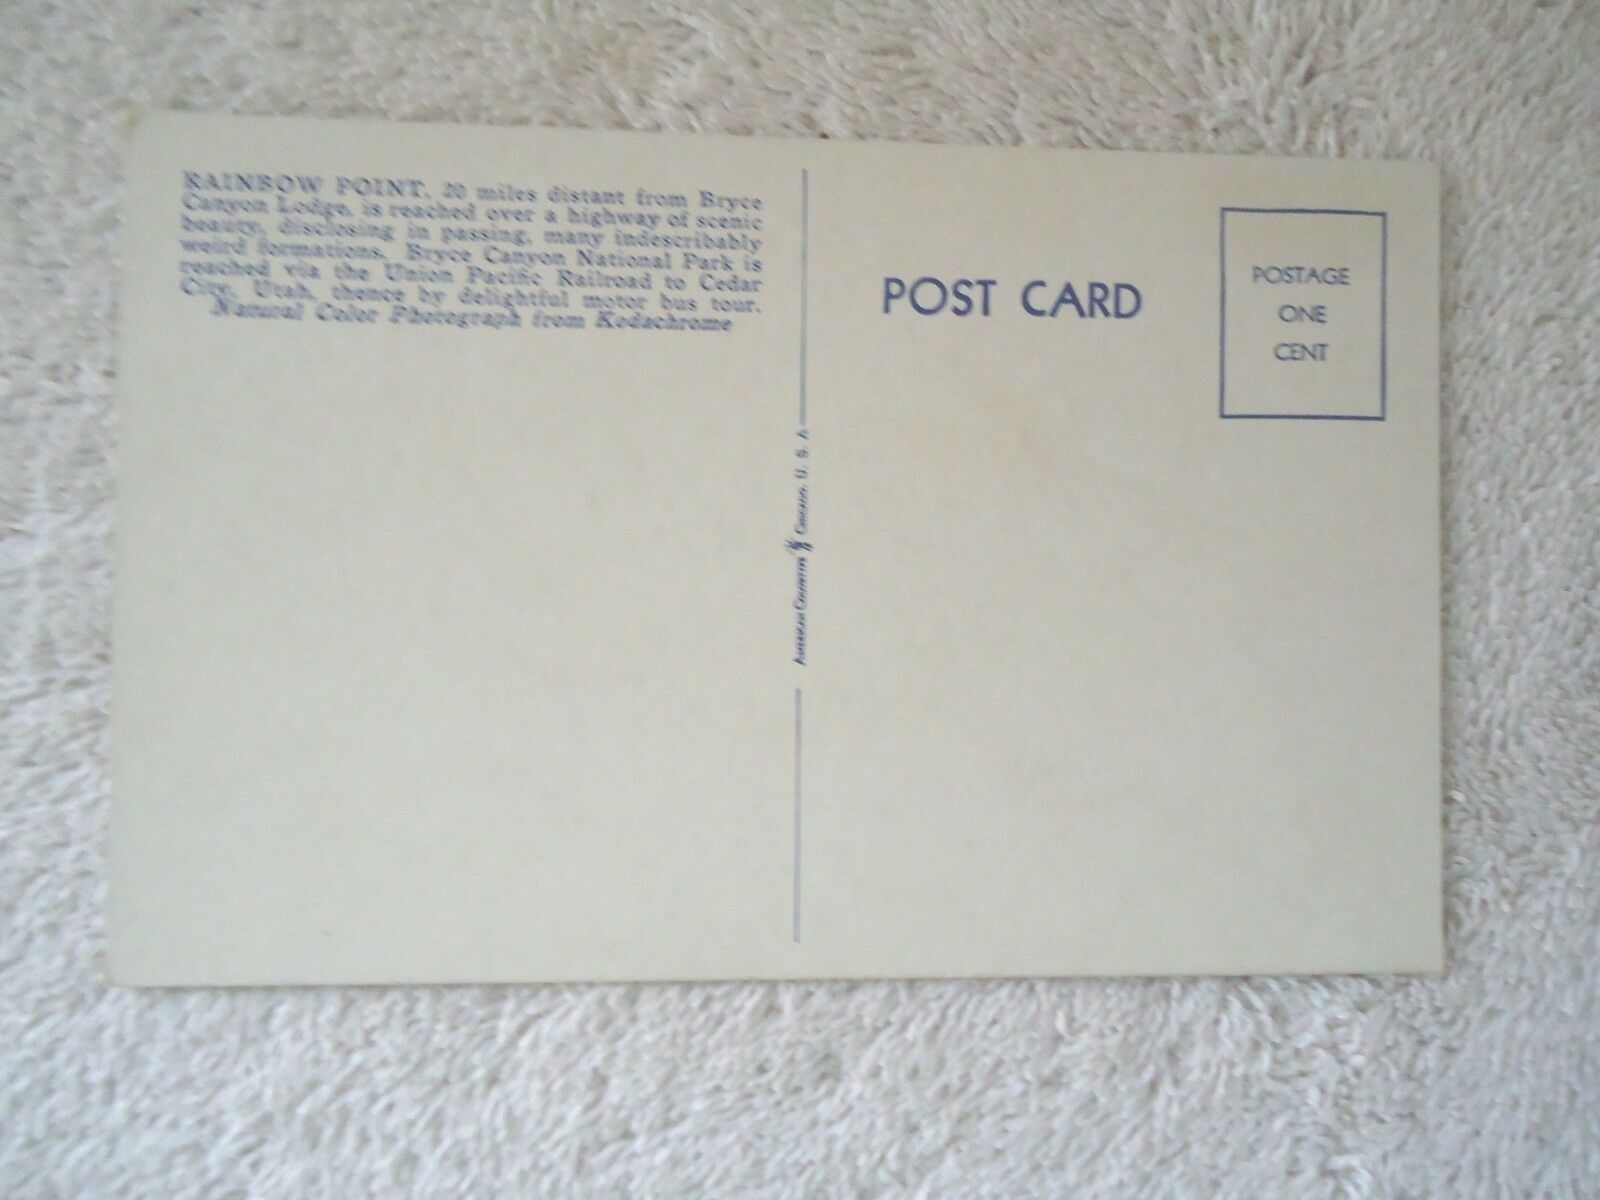 RAINBOW POINT, 20 miles distant from Bryce
Canyon Lodge, is reached over a highway of scenic
beauty, disclosing in passing, many indescribably
weird formations. Bryce Canyon National Park is
reached via the Union Pacific Railroad to Cedar
City, Utah, thence by delightful motor bus tour.
Natural Color Photograph from Kodachrome
POST CARD
POSTAGE
ONE
CENT
U. S. A.